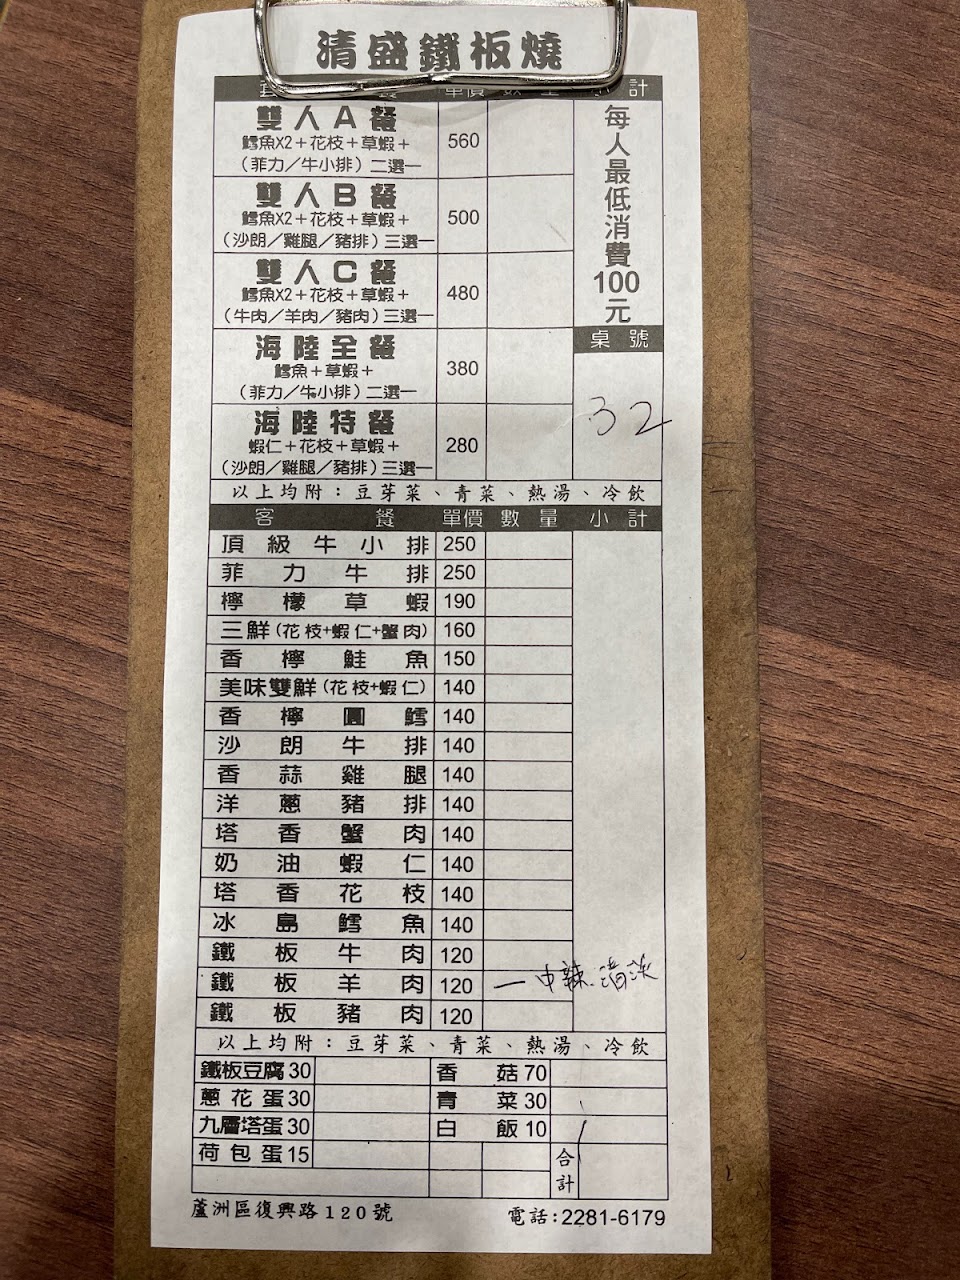 清盛鐵板燒
單價 小計
雙人A餐
鱈魚X2+花枝+草蝦+
(菲力/牛小排)二選一 560
雙人B餐
鱈魚X2+花枝+草蝦+
(沙朗/雞腿/豬排)三選一 500
雙人C餐
鱈魚X2+花枝+草蝦+
(牛肉/羊肉/豬肉)三選一 480
海陸全餐
鱈魚+草蝦+
(菲力/牛小排)二選一 380
海陸特餐
蝦仁+花枝+草蝦+
(沙朗/雞腿/豬排)三選一 280
每人最低消費100元
桌號
32
以上均附:豆芽菜、青菜、熱湯、冷飲
客餐 單價 數量 小計
頂級牛小排 250
菲力牛排 250
檸檬草蝦 190
三鮮(花枝+蝦仁+蟹肉) 160
香檸鮭魚 150
美味雙鮮(花枝+蝦仁) 140
香檸圓鱈 140
沙朗牛排 140
香蒜雞腿 140
洋蔥豬排 140
塔香蟹肉 140
奶油蝦仁 140
塔香花枝 140
冰島鱈魚 140
鐵板牛肉 120
鐵板羊肉 120 一 中辣
鐵板豬肉 120
以上均附:豆芽菜、青菜、熱湯、冷飲
鐵板豆腐30 香菇70
蔥花蛋30 青菜30
九層塔蛋30 白飯10
荷包蛋15 合計
蘆洲區復興路120號 電話:2281-6179